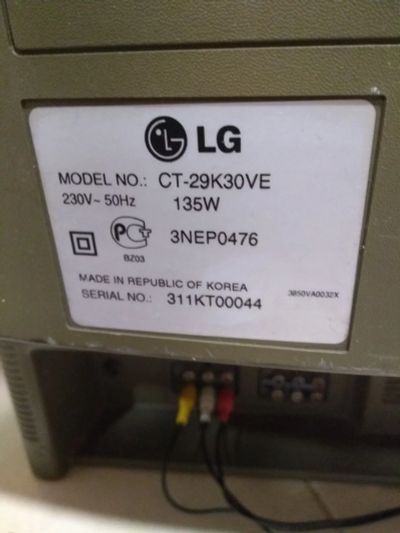 LG
MODEL NO.: CT-29K30VE
230V~ 50Hz 135W
PC 3NEP0476
BZ03
MADE IN REPUBLIC OF KOREA
SERIAL NO.: 311KT00044
3850VA0032X